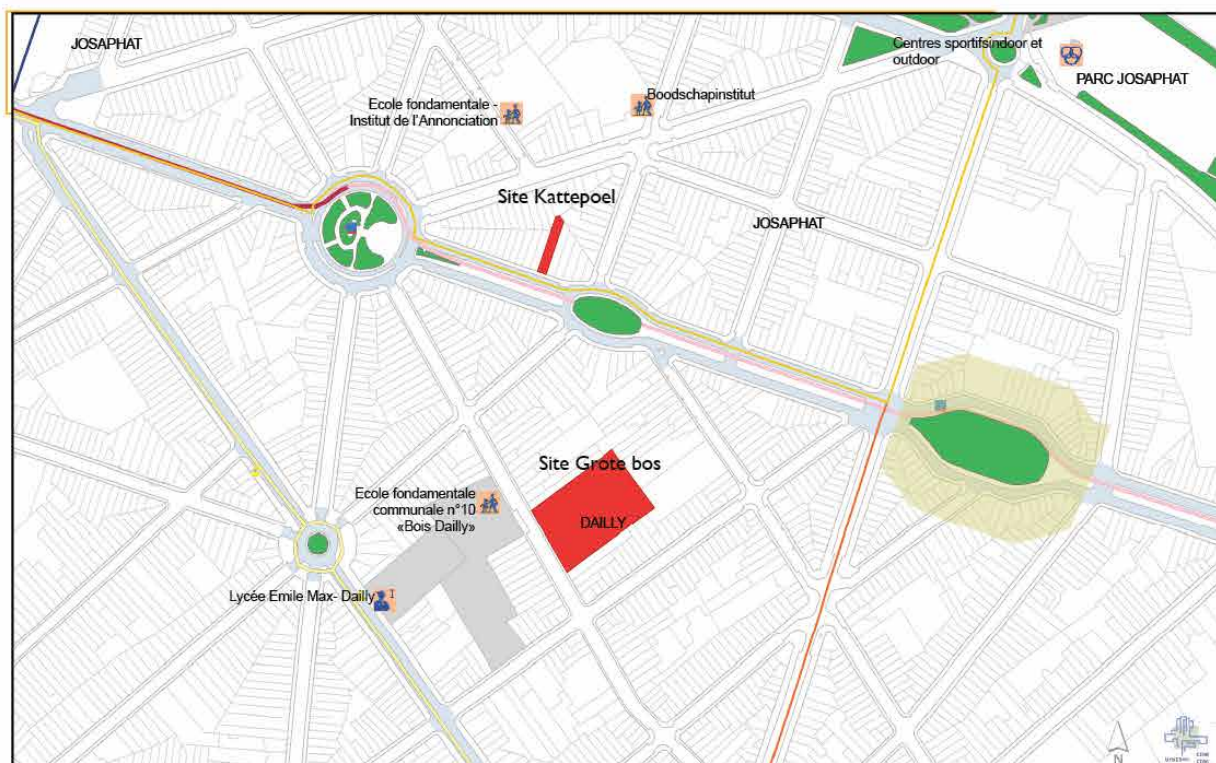 JOSAPHAT
Centres sportifsindoor et
outdoor
PARC JOSAPHAT
Ecole fondamentale -
Institut de l'Annonciation
Boodschapinstitut
Site Kattepoel
JOSAPHAT
Site Grote bos
Ecole fondamentale
communale n°10
«Bois Dailly»
DAILLY
Lycée Emile Max- Dailly
N